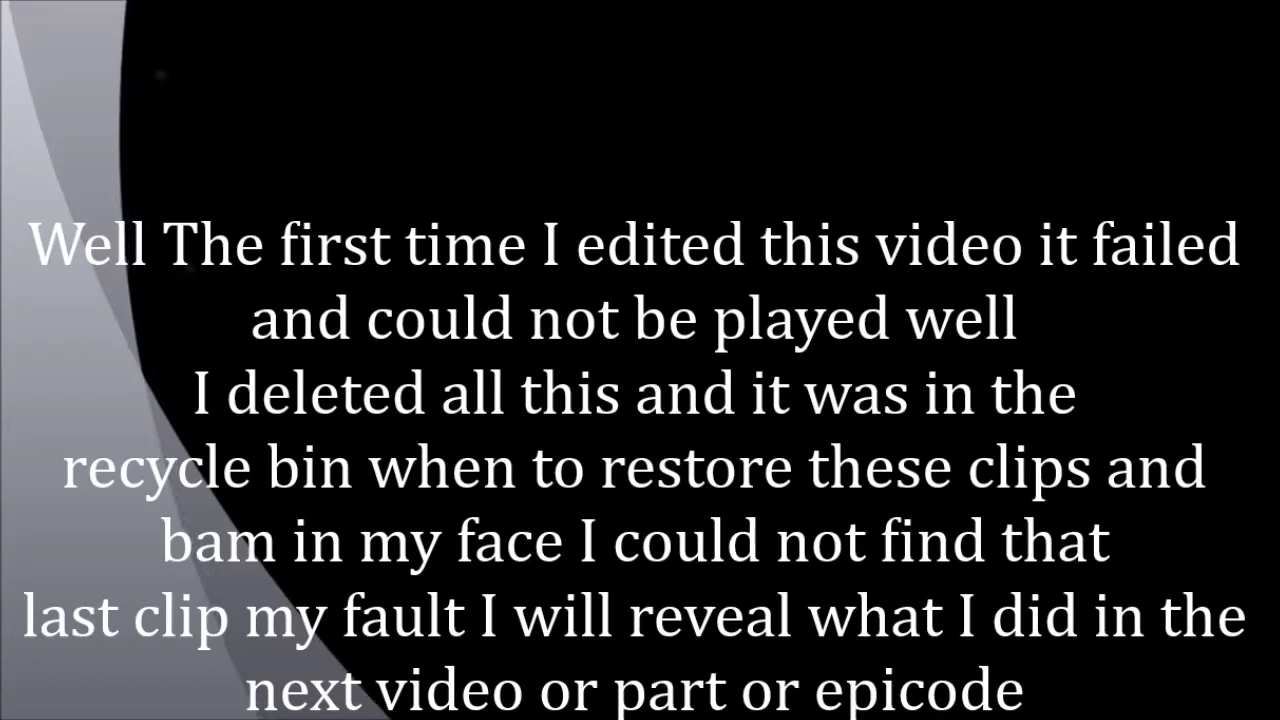 Well The first time I edited this video it failed
and could not be played well
I deleted all this and it was in the
recycle bin when to restore these clips and
bam in my face I could not find that
last clip my fault I will reveal what I did in the
next video or part or epicode